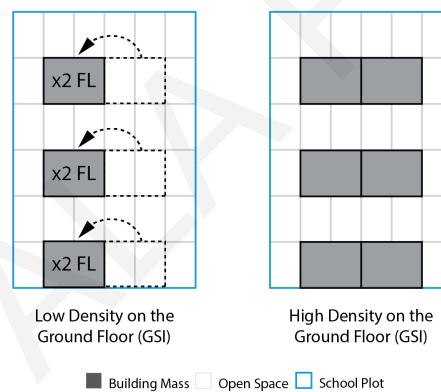 x2 FL
x2 FL
x2 FL
Low Density on the
Ground Floor (GSI)
High Density on the
Ground Floor (GSI)
Building Mass Open Space School Plot